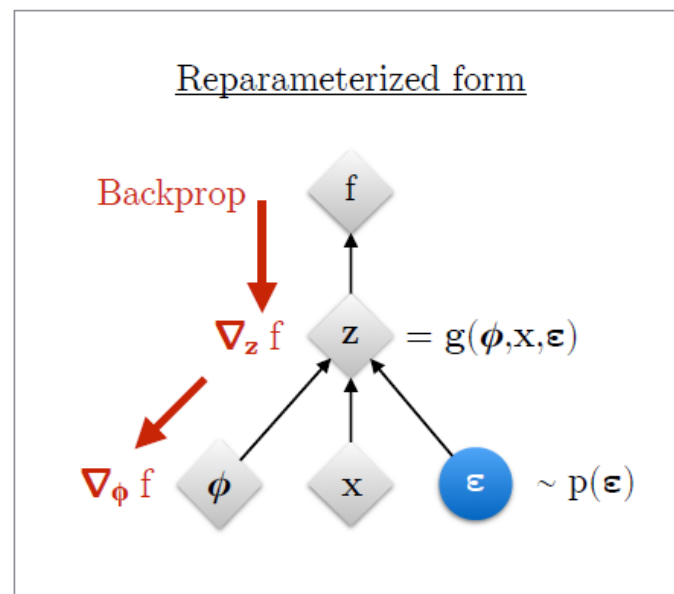 Reparameterized form
f
Backprop
∇z f
z = g(ϕ,x,ε)
∇ϕ f
ϕ
x
ε ~ p(ε)